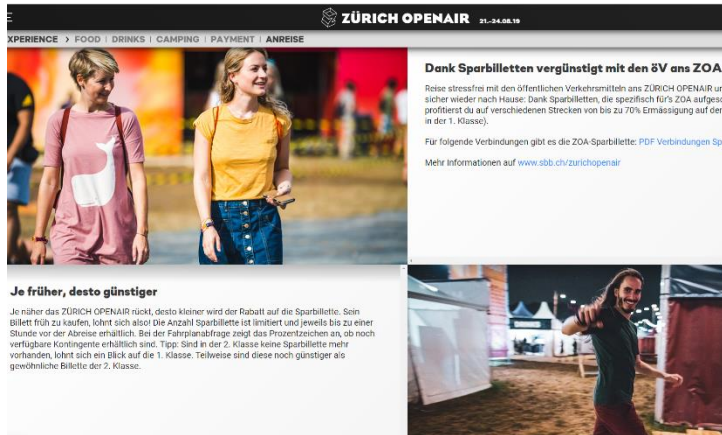 ZÜRICH OPENAIR 21.–24.08.19
XPERIENCE > FOOD | DRINKS | CAMPING | PAYMENT | ANREISE
Dank Sparbilletten vergünstigt mit den öV ans ZOA
Reise stressfrei mit den öffentlichen Verkehrsmitteln ans ZÜRICH OPENAIR un
sicher wieder nach Hause: Dank Sparbilletten, die spezifisch für's ZOA aufges
profitierst du auf verschiedenen Strecken von bis zu 70% Ermässigung auf der
in der 1. Klasse).
Für folgende Verbindungen gibt es die ZOA-Sparbillette: PDF Verbindungen Sp
Mehr Informationen auf www.sbb.ch/zurichopenair
Je früher, desto günstiger
Je näher das ZÜRICH OPENAIR rückt, desto kleiner wird der Rabatt auf die Sparbillette. Sein
Billett früh zu kaufen, lohnt sich also! Die Anzahl Sparbillette ist limitiert und jeweils bis zu einer
Stunde vor der Abreise erhältlich. Bei der Fahrplanabfrage zeigt das Prozentzeichen an, ob noch
verfügbare Kontingente erhältlich sind. Tipp: Sind in der 2. Klasse keine Sparbillette mehr
vorhanden, lohnt sich ein Blick auf die 1. Klasse. Teilweise sind diese noch günstiger als
gewöhnliche Billette der 2. Klasse.